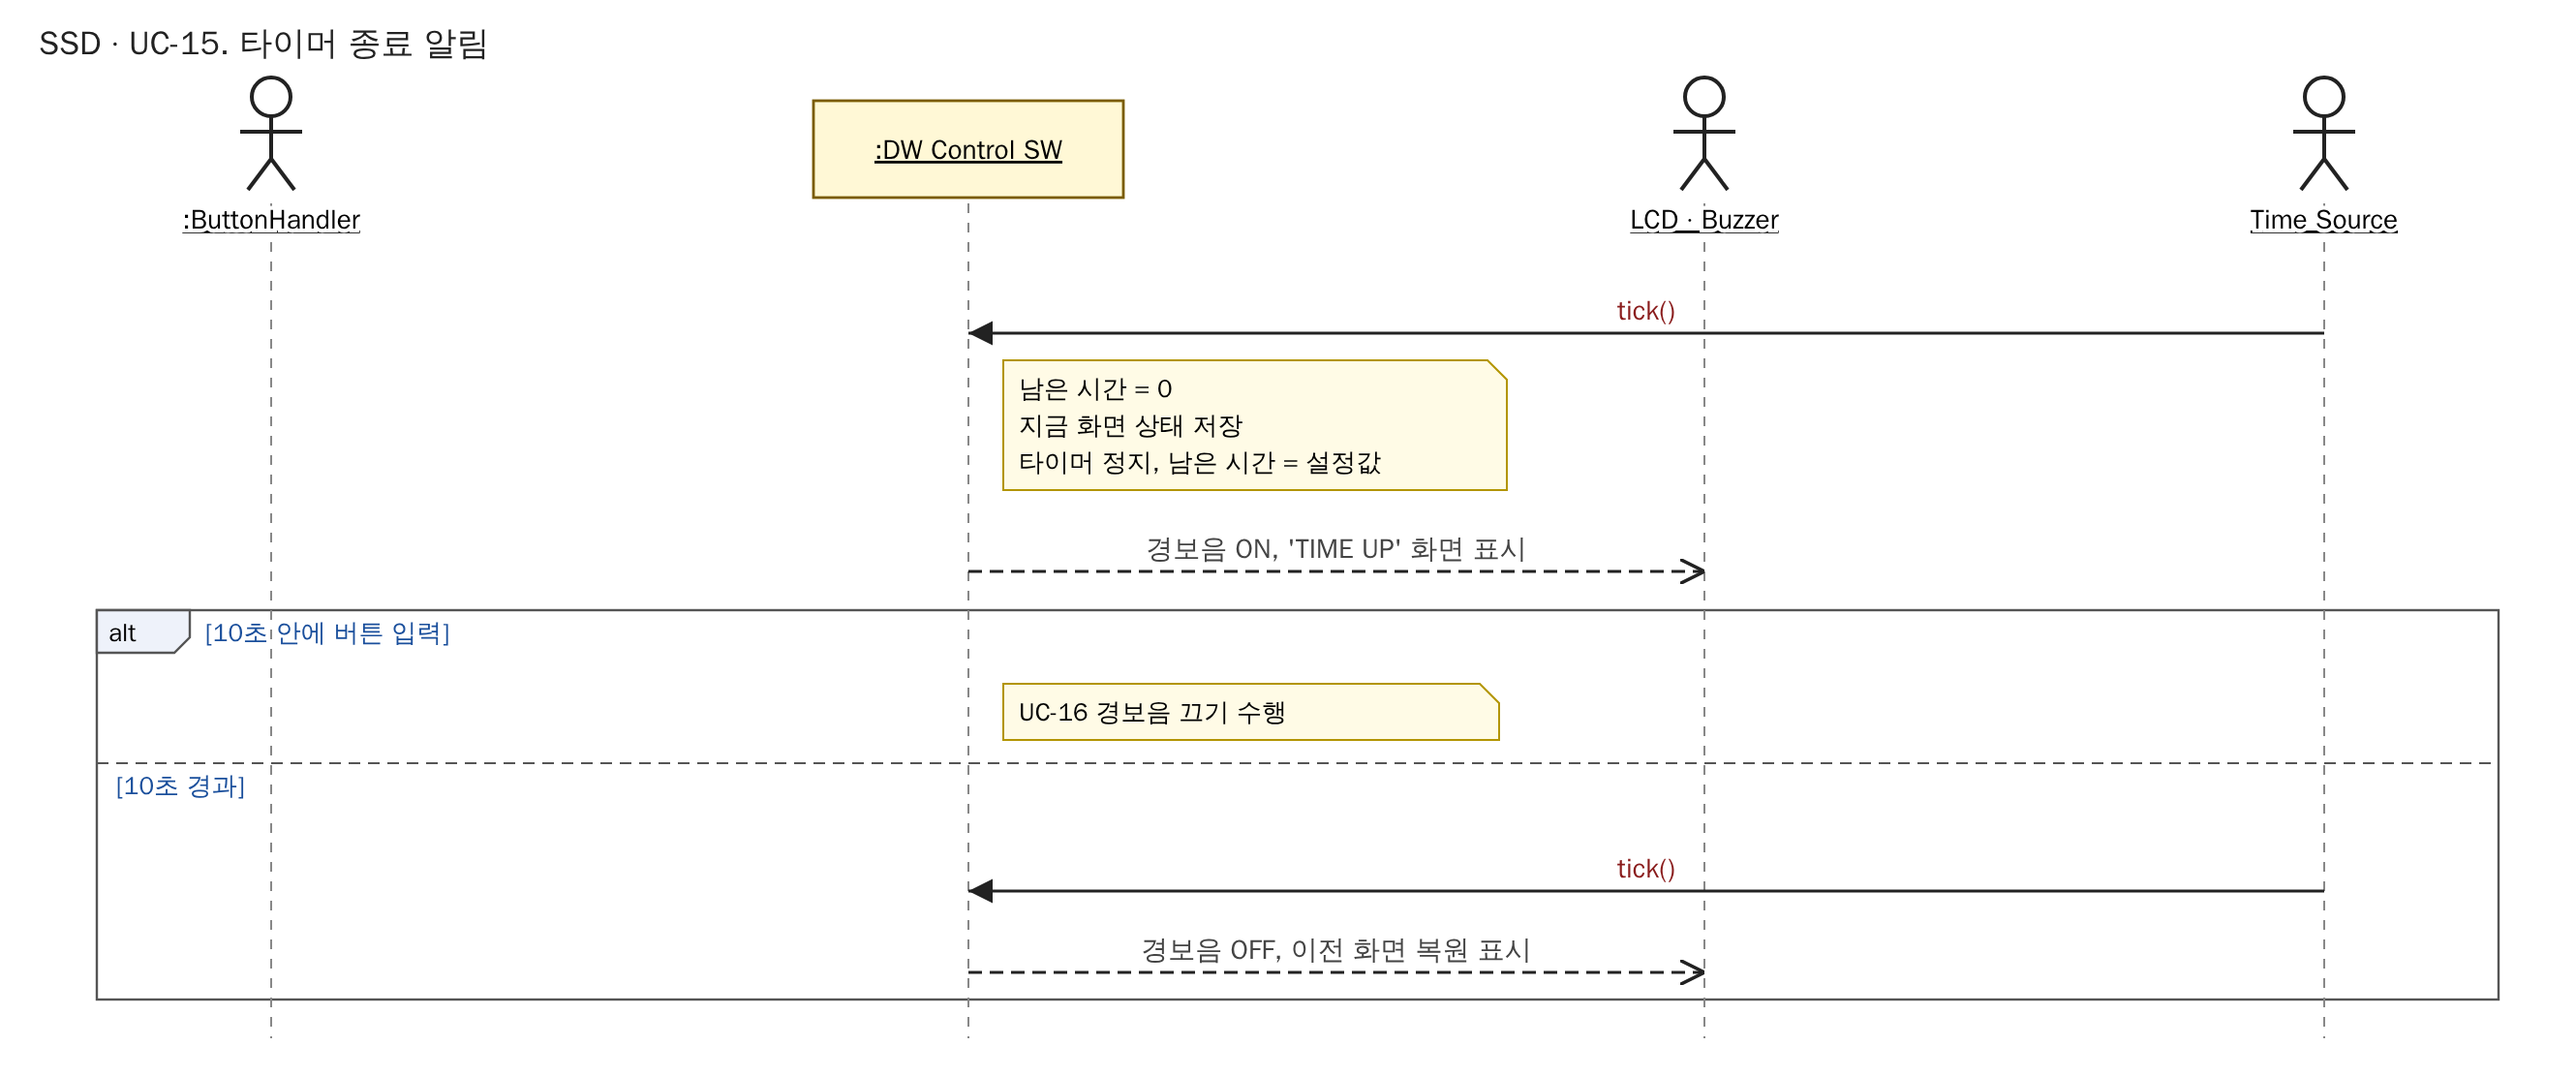 SSD · UC-15. 타이머 종료 알림
:ButtonHandler
:DW Control SW
LCD · Buzzer
Time Source
tick()
남은 시간 = 0
지금 화면 상태 저장
타이머 정지, 남은 시간 = 설정값
경보음 ON, 'TIME UP' 화면 표시
alt
[10초 안에 버튼 입력]
UC-16 경보음 끄기 수행
[10초 경과]
tick()
경보음 OFF, 이전 화면 복원 표시